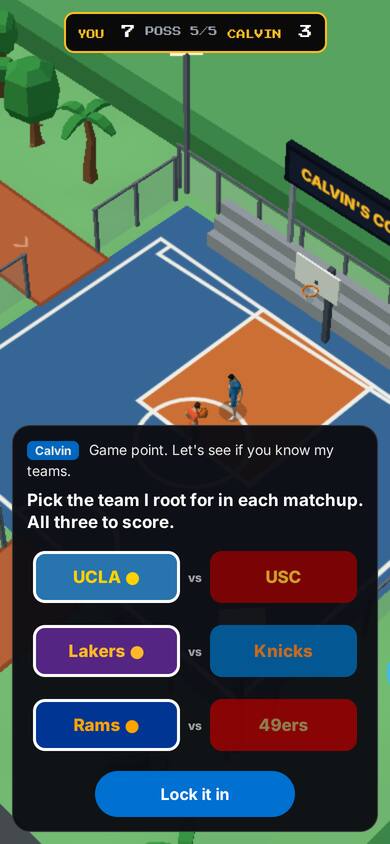 YOU 7 POSS 5/5 CALVIN 3
CALVIN'S
Calvin Game point. Let's see if you know my
teams.
Pick the team I root for in each matchup.
All three to score.
UCLA vs USC
Lakers vs Knicks
Rams vs 49ers
Lock it in